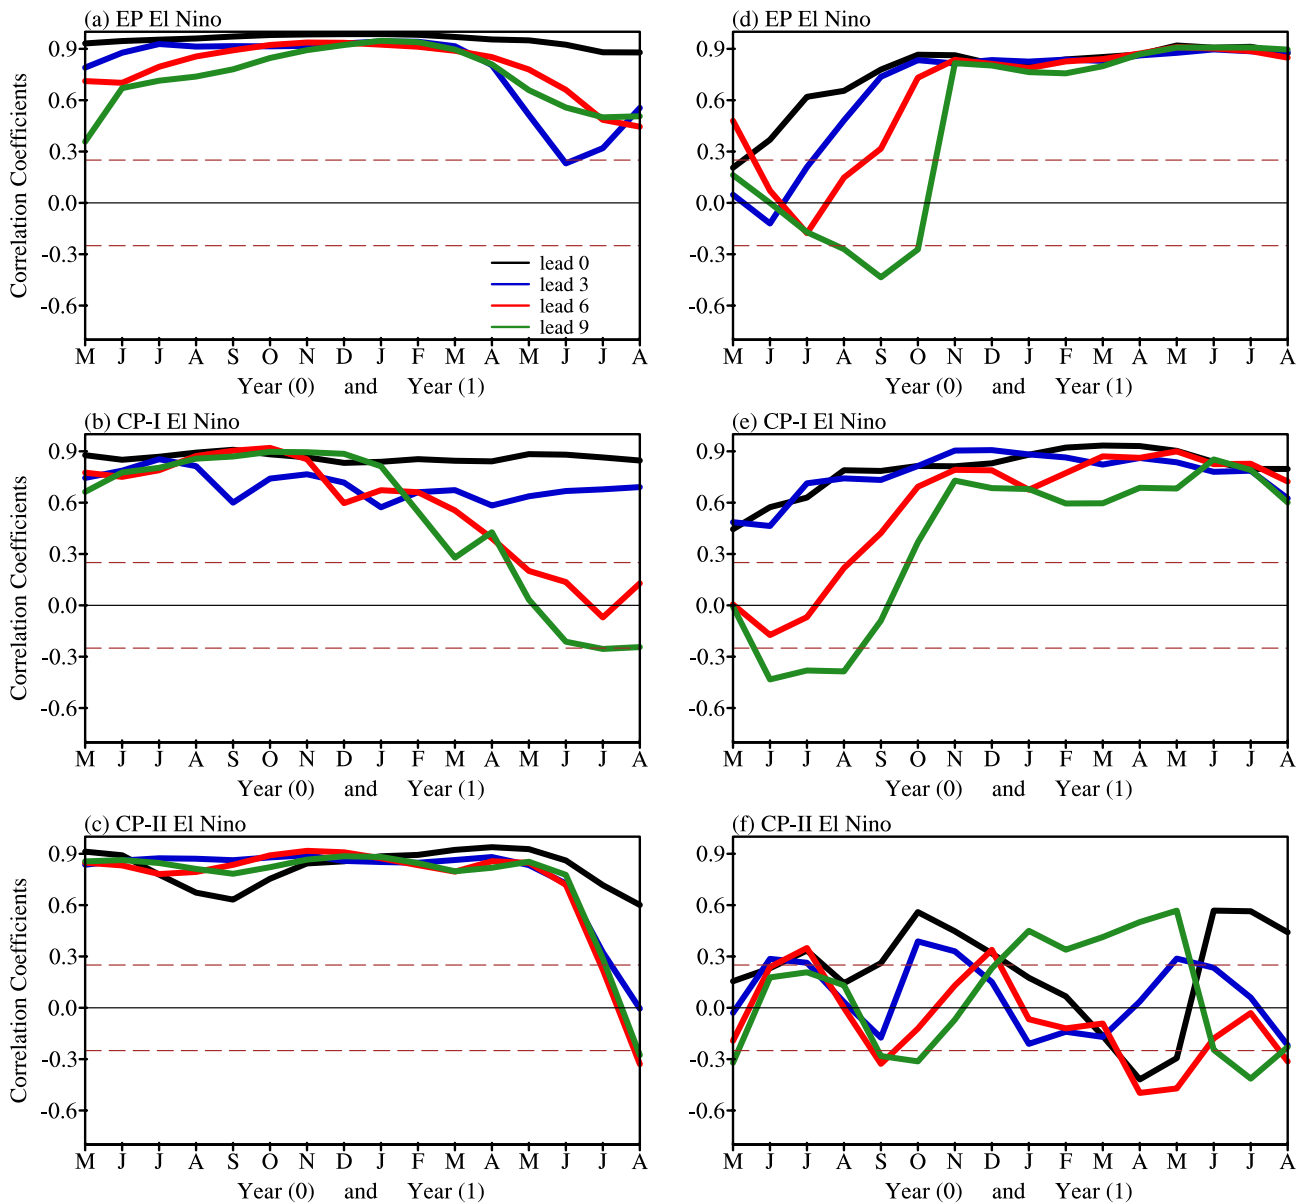 (a) EP El Nino
Correlation Coefficients
0.9
0.6
0.3
0.0
-0.3
-0.6
lead 0
lead 3
lead 6
lead 9
M J J A S O N D J F M A M J J A
Year (0) and Year (1)
(d) EP El Nino
Correlation Coefficients
0.9
0.6
0.3
0.0
-0.3
-0.6
M J J A S O N D J F M A M J J A
Year (0) and Year (1)
(b) CP-I El Nino
Correlation Coefficients
0.9
0.6
0.3
0.0
-0.3
-0.6
M J J A S O N D J F M A M J J A
Year (0) and Year (1)
(e) CP-I El Nino
Correlation Coefficients
0.9
0.6
0.3
0.0
-0.3
-0.6
M J J A S O N D J F M A M J J A
Year (0) and Year (1)
(c) CP-II El Nino
Correlation Coefficients
0.9
0.6
0.3
0.0
-0.3
-0.6
M J J A S O N D J F M A M J J A
Year (0) and Year (1)
(f) CP-II El Nino
Correlation Coefficients
0.9
0.6
0.3
0.0
-0.3
-0.6
M J J A S O N D J F M A M J J A
Year (0) and Year (1)